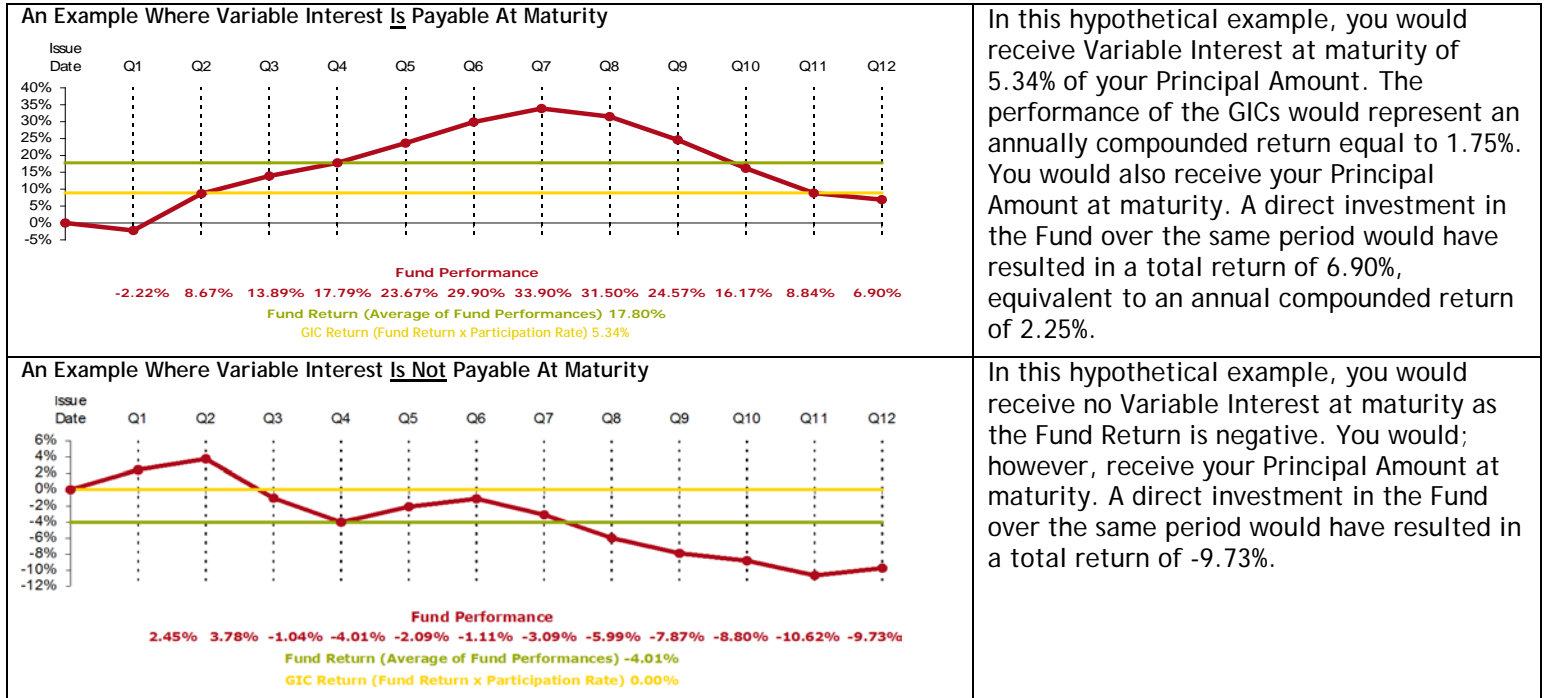 An Example Where Variable Interest Is Payable At Maturity
Issue
Date Q1 Q2 Q3 Q4 Q5 Q6 Q7 Q8 Q9 Q10 Q11 Q12
40%
35%
30%
25%
20%
15%
10%
5%
0%
-5%
Fund Performance
-2.22% 8.67% 13.89% 17.79% 23.67% 29.90% 33.90% 31.50% 24.57% 16.17% 8.84% 6.90%
Fund Return (Average of Fund Performances) 17.80%
GIC Return (Fund Return x Participation Rate) 5.34%
In this hypothetical example, you would
receive Variable Interest at maturity of
5.34% of your Principal Amount. The
performance of the GICs would represent an
annually compounded return equal to 1.75%.
You would also receive your Principal
Amount at maturity. A direct investment in
the Fund over the same period would have
resulted in a total return of 6.90%,
equivalent to an annual compounded return
of 2.25%.
An Example Where Variable Interest Is Not Payable At Maturity
Issue
Date Q1 Q2 Q3 Q4 Q5 Q6 Q7 Q8 Q9 Q10 Q11 Q12
6%
4%
2%
0%
-2%
-4%
-6%
-8%
-10%
-12%
Fund Performance
2.45% 3.78% -1.04% -4.01% -2.09% -1.11% -3.09% -5.99% -7.87% -8.80% -10.62% -9.73%
Fund Return (Average of Fund Performances) -4.01%
GIC Return (Fund Return x Participation Rate) 0.00%
In this hypothetical example, you would
receive no Variable Interest at maturity as
the Fund Return is negative. You would;
however, receive your Principal Amount at
maturity. A direct investment in the Fund
over the same period would have resulted in
a total return of -9.73%.